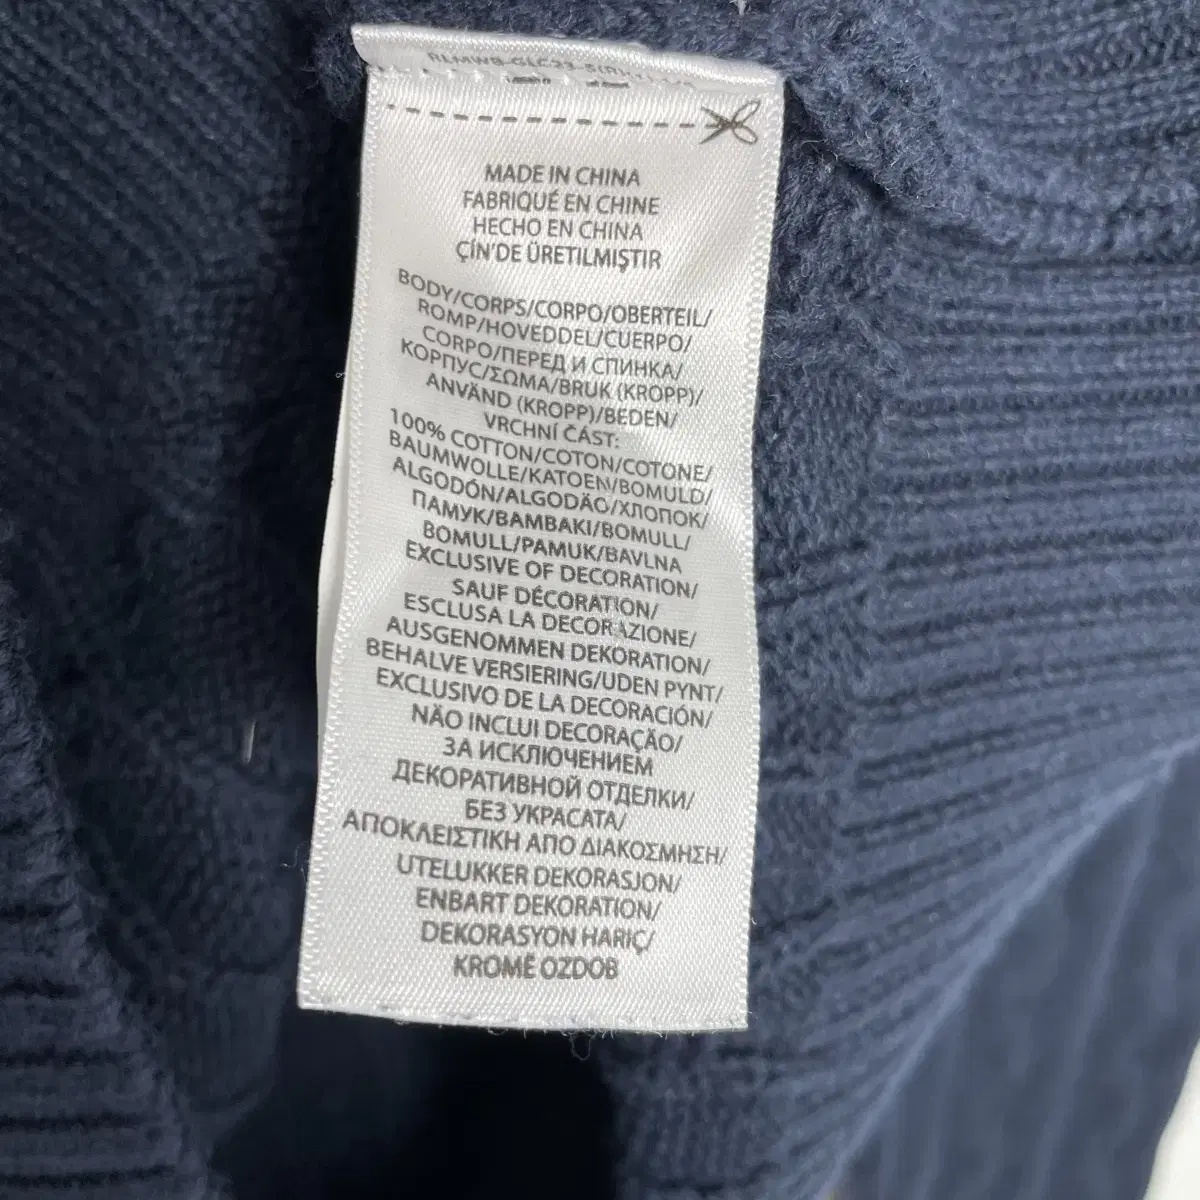 MADE IN CHINA
FABRIQUÉ EN CHINE
HECHO EN CHINA
ÇİN'DE ÜRETILMIŞTIR
BODY/CORPS/CORPO/OBERTEIL/
ROMP/HOVEDDEL/CUERPO/
CORPO/ПЕРЕД И СПИНКА/
КОРПУС/ΣΩΜΑ/BRUK (KROPP)/
ANVÄND (KROPP)/BEDEN/
VRCHNÍ ČÁST:
100% COTTON/COTON/COTONE/
BAUMWOLLE/KATOEN/BOMULD/
ALGODÓN/ALGODÃO/ХЛОПОК/
ПАМУК/BAMBAKI/BOMULL/
BOMULL/PAMUK/BAVLNA
EXCLUSIVE OF DECORATION/
SAUF DÉCORATION/
ESCLUSA LA DECORAZIONE/
AUSGENOMMEN DEKORATION/
BEHALVE VERSIERING/UDEN PYNT/
EXCLUSIVO DE LA DECORACIÓN/
NÃO INCLUI DECORAÇÃO/
ЗА ИСКЛЮЧЕНИЕМ
ДЕКОРАТИВНОЙ ОТДЕЛКИ/
БЕЗ УКРАСАТА/
ΑΠΟΚΛΕΙΣΤΙΚΗ ΑΠΟ ΔΙΑΚΟΣΜΗΣΗ/
UTELUKKER DEKORASJON/
ENBART DEKORATION/
DEKORASYON HARIÇ/
KROMĚ OZDOB